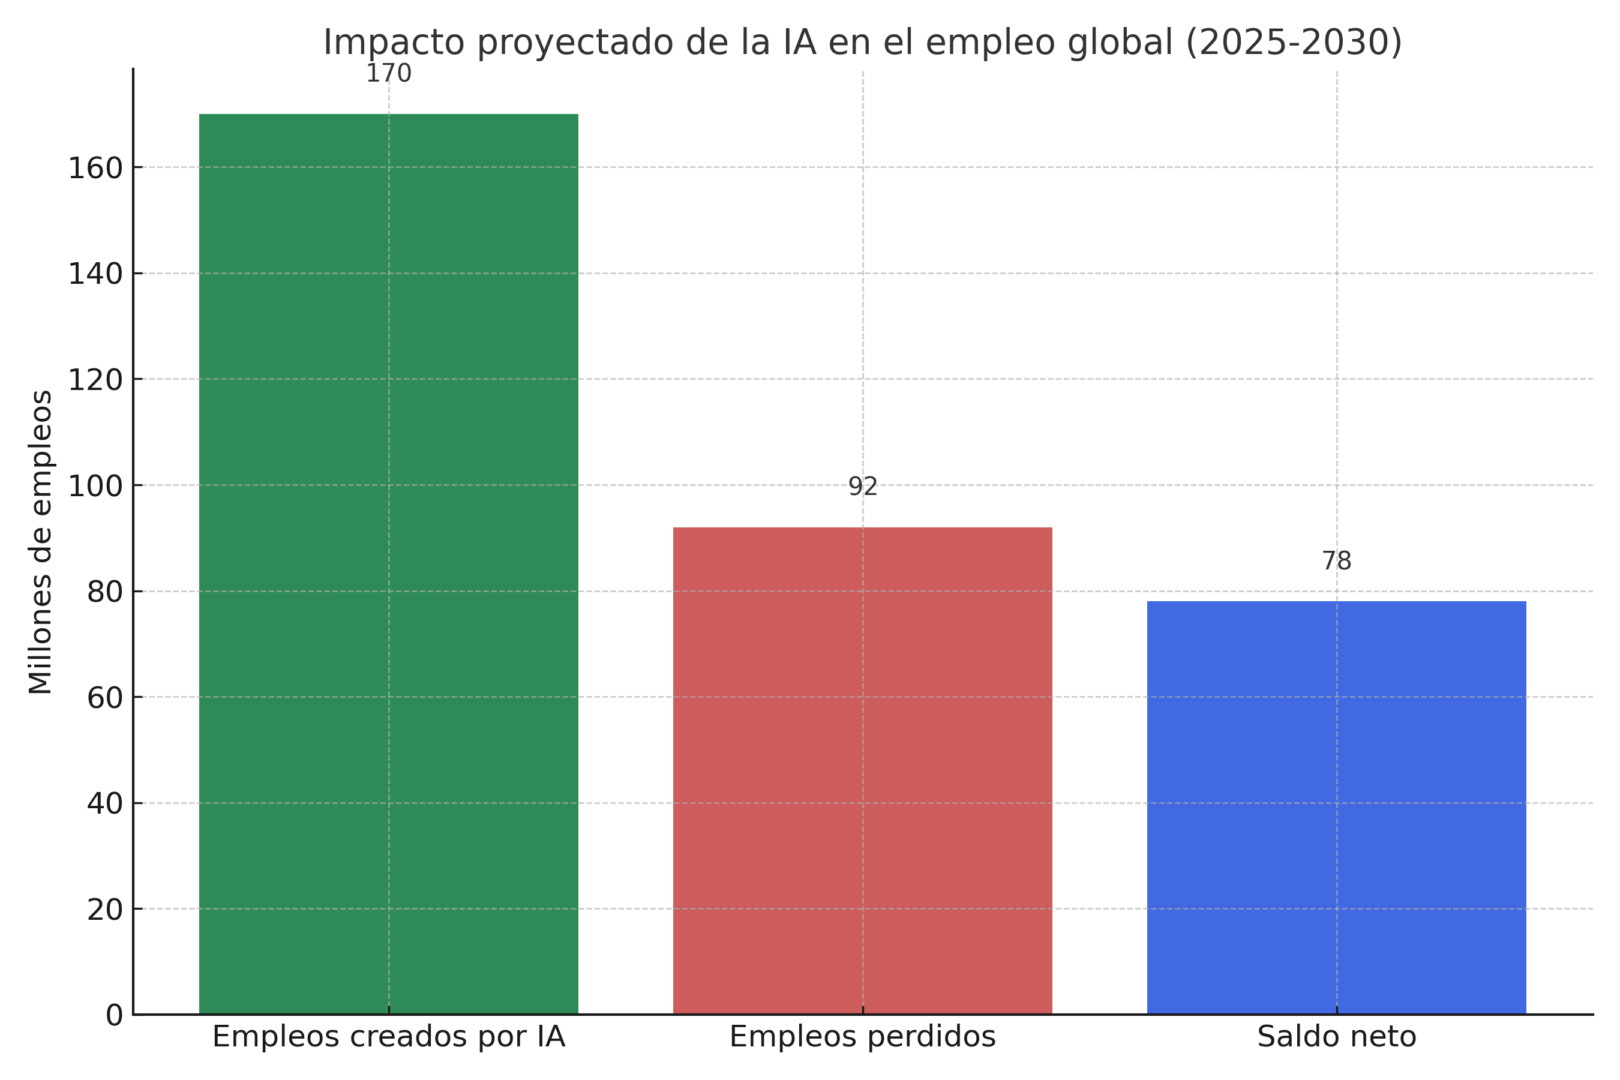 Impacto proyectado de la IA en el empleo global (2025-2030)
170
160
140
120
100
92
80
78
60
40
20
0
Millones de empleos
Empleos creados por IA
Empleos perdidos
Saldo neto